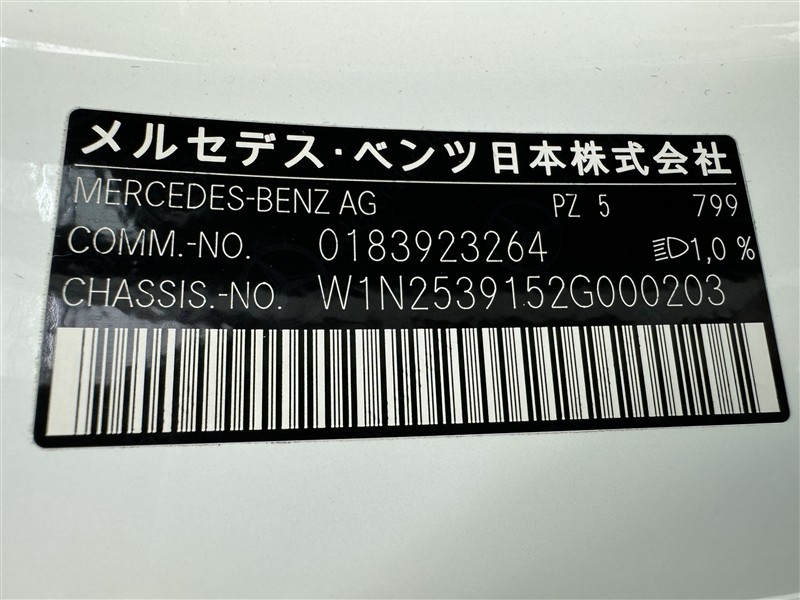 メルセデス・ベンツ日本株式会社
MERCEDES-BENZ AG PZ 5 799
COMM.-NO. 0183923264 1,0 %
CHASSIS.-NO. W1N2539152G000203